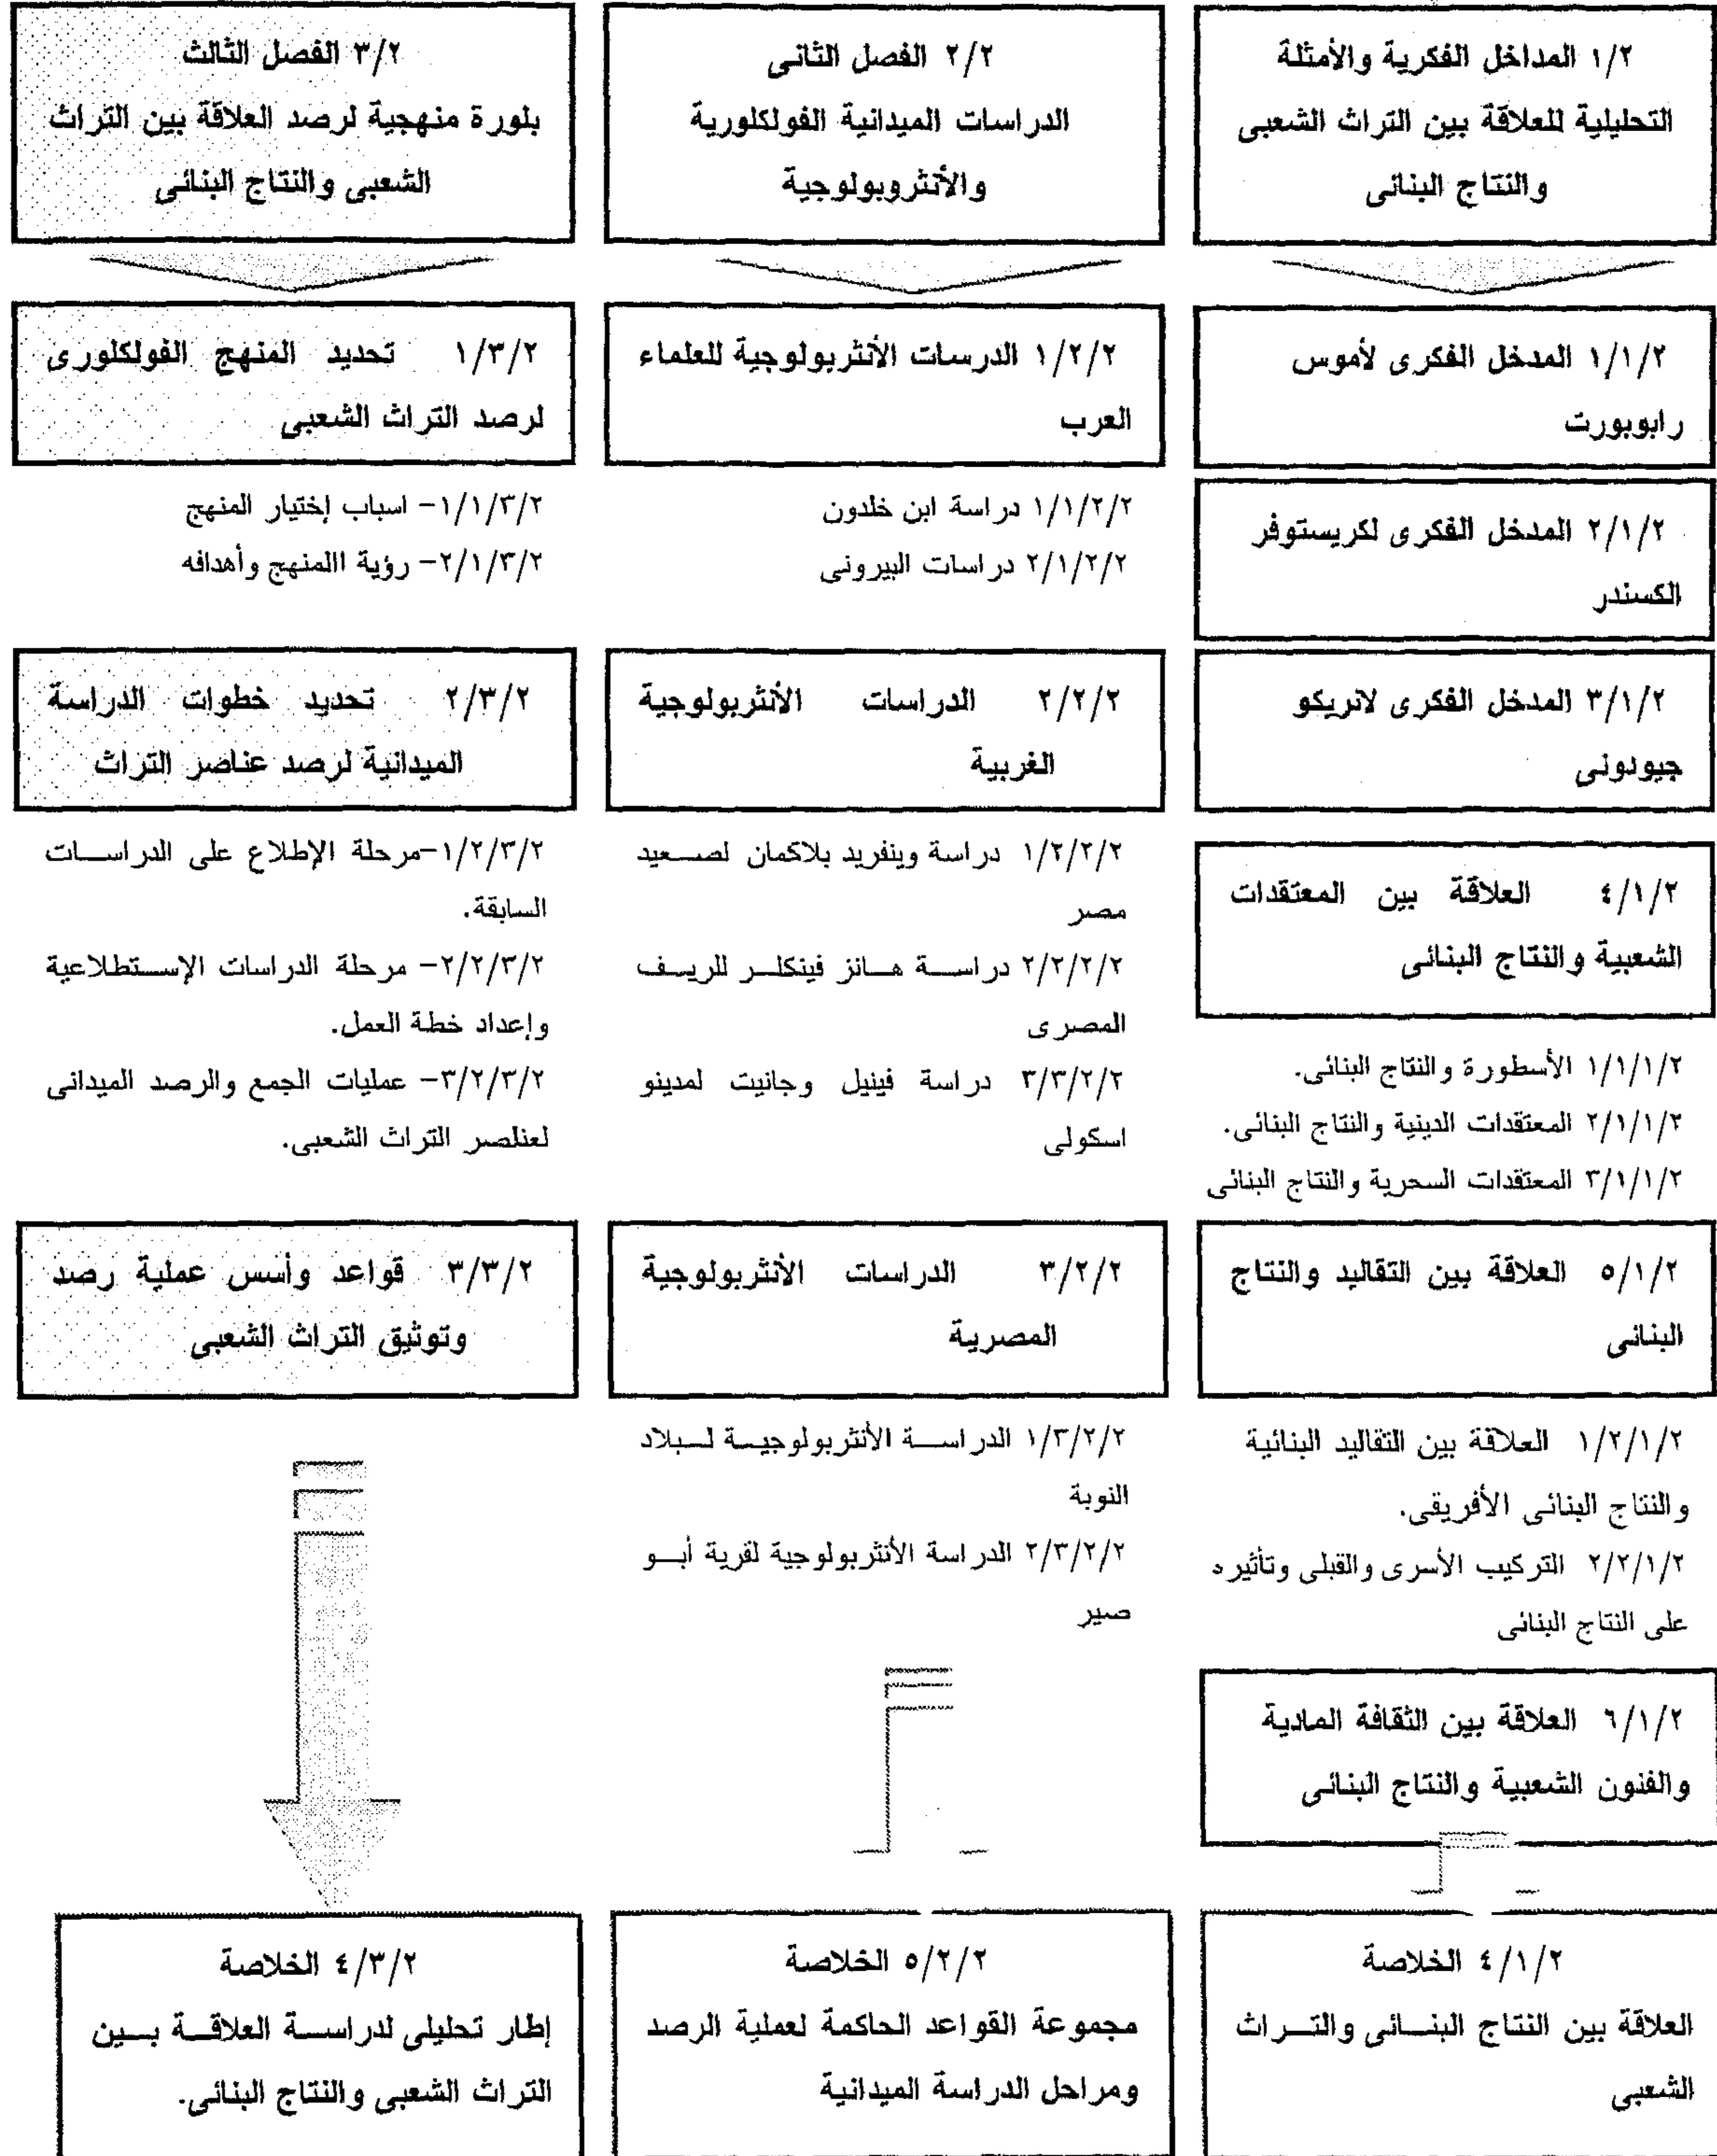 ١/٢ المداخل الفكرية والأمثلة
التحليلية للعلاقة بين التراث الشعبى
والنتاج البنائى
١/١/٢ المدخل الفكرى لأموس
رابوبورت
٢/١/٢ المدخل الفكرى لكريستوفر
الكسندر
٣/١/٢ المدخل الفكرى لانريكو
جيودونى
٤/١/٢ العلاقة بين المعتقدات
الشعبية والنتاج البنائى
١/١/١/٢ الأسطورة والنتاج البنائى.
٢/١/١/٢ المعتقدات الدينية والنتاج البنائى.
٣/١/١/٢ المعتقدات السحرية والنتاج البنائى
٥/١/٢ العلاقة بين التقاليد والنتاج
البنائى
١/٢/١/٢ العلاقة بين التقاليد البنائية
والنتاج البنائى الأفريقى.
٢/٢/١/٢ التركيب الأسرى والقبلى وتأثيره
على النتاج البنائى
٦/١/٢ العلاقة بين الثقافة المادية
والفنون الشعبية والنتاج البنائى
٤/١/٢ الخلاصة
العلاقة بين النتاج البنائى والتراث
الشعبى
٢/٢ الفصل الثانى
الدراسات الميدانية الفولكلورية
والأنثروبولوجية
١/٢/٢ الدرسات الأنثربولوجية للعلماء
العرب
١/١/٢/٢ دراسة ابن خلدون
٢/١/٢/٢ دراسات البيرونى
٢/٢/٢ الدراسات الأنثربولوجية
الغربية
١/٢/٢/٢ دراسة وينفريد بلاكمان لصعيد
مصر
٢/٢/٢/٢ دراسة هانز فينكلر للريف
المصرى
٣/٣/٢/٢ دراسة فينيل وجانيت لمدينو
اسكولى
٣/٢/٢ الدراسات الأنثربولوجية
المصرية
١/٣/٢/٢ الدراسة الأنثربولوجية لبلاد
النوبة
٢/٣/٢/٢ الدراسة الأنثربولوجية لقرية أبو
صير
٥/٢/٢ الخلاصة
مجموعة القواعد الحاكمة لعملية الرصد
ومراحل الدراسة الميدانية
٣/٢ الفصل الثالث
بلورة منهجية لرصد العلاقة بين التراث
الشعبى والنتاج البنائى
١/٣/٢ تحديد المنهج الفولكلورى
لرصد التراث الشعبى
١/١/٣/٢– اسباب إختيار المنهج
٢/١/٣/٢– رؤية االمنهج وأهدافه
٢/٣/٢ تحديد خطوات الدراسة
الميدانية لرصد عناصر التراث
١/٢/٣/٢–مرحلة الإطلاع على الدراسات
السابقة.
٢/٢/٣/٢– مرحلة الدراسات الإستطلاعية
وإعداد خطة العمل.
٣/٢/٣/٢– عمليات الجمع والرصد الميدانى
لعنلصر التراث الشعبى.
٣/٣/٢ قواعد وأسس عملية رصد
وتوثيق التراث الشعبى
٤/٣/٢ الخلاصة
إطار تحليلى لدراسة العلاقة بين
التراث الشعبى والنتاج البنائى.